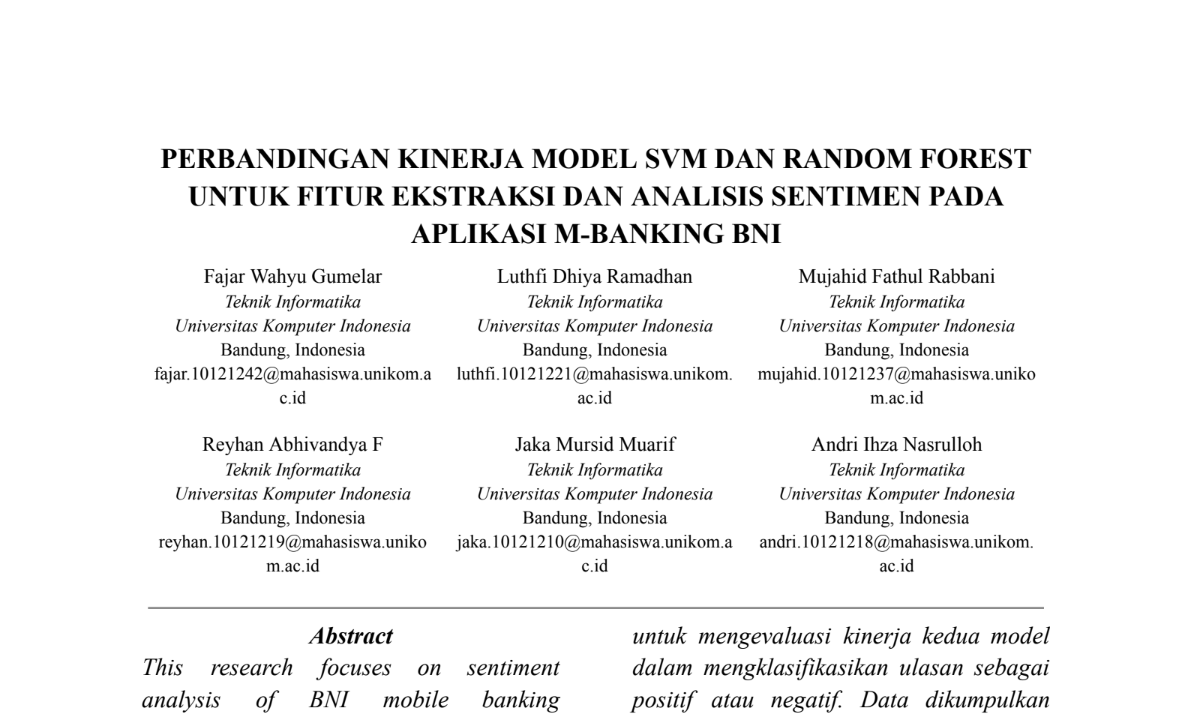 PERBANDINGAN KINERJA MODEL SVM DAN RANDOM FOREST
UNTUK FITUR EKSTRAKSI DAN ANALISIS SENTIMEN PADA
APLIKASI M-BANKING BNI
Fajar Wahyu Gumelar
Teknik Informatika
Universitas Komputer Indonesia
Bandung, Indonesia
fajar.10121242@mahasiswa.unikom.a
c.id
Luthfi Dhiya Ramadhan
Teknik Informatika
Universitas Komputer Indonesia
Bandung, Indonesia
luthfi.10121221@mahasiswa.unikom.
ac.id
Mujahid Fathul Rabbani
Teknik Informatika
Universitas Komputer Indonesia
Bandung, Indonesia
mujahid.10121237@mahasiswa.uniko
m.ac.id
Reyhan Abhivandya F
Teknik Informatika
Universitas Komputer Indonesia
Bandung, Indonesia
reyhan.10121219@mahasiswa.uniko
m.ac.id
Jaka Mursid Muarif
Teknik Informatika
Universitas Komputer Indonesia
Bandung, Indonesia
jaka.10121210@mahasiswa.unikom.a
c.id
Andri Ihza Nasrulloh
Teknik Informatika
Universitas Komputer Indonesia
Bandung, Indonesia
andri.10121218@mahasiswa.unikom.
ac.id
Abstract
This research focuses on sentiment
analysis of BNI mobile banking
untuk mengevaluasi kinerja kedua model
dalam mengklasifikasikan ulasan sebagai
positif atau negatif. Data dikumpulkan